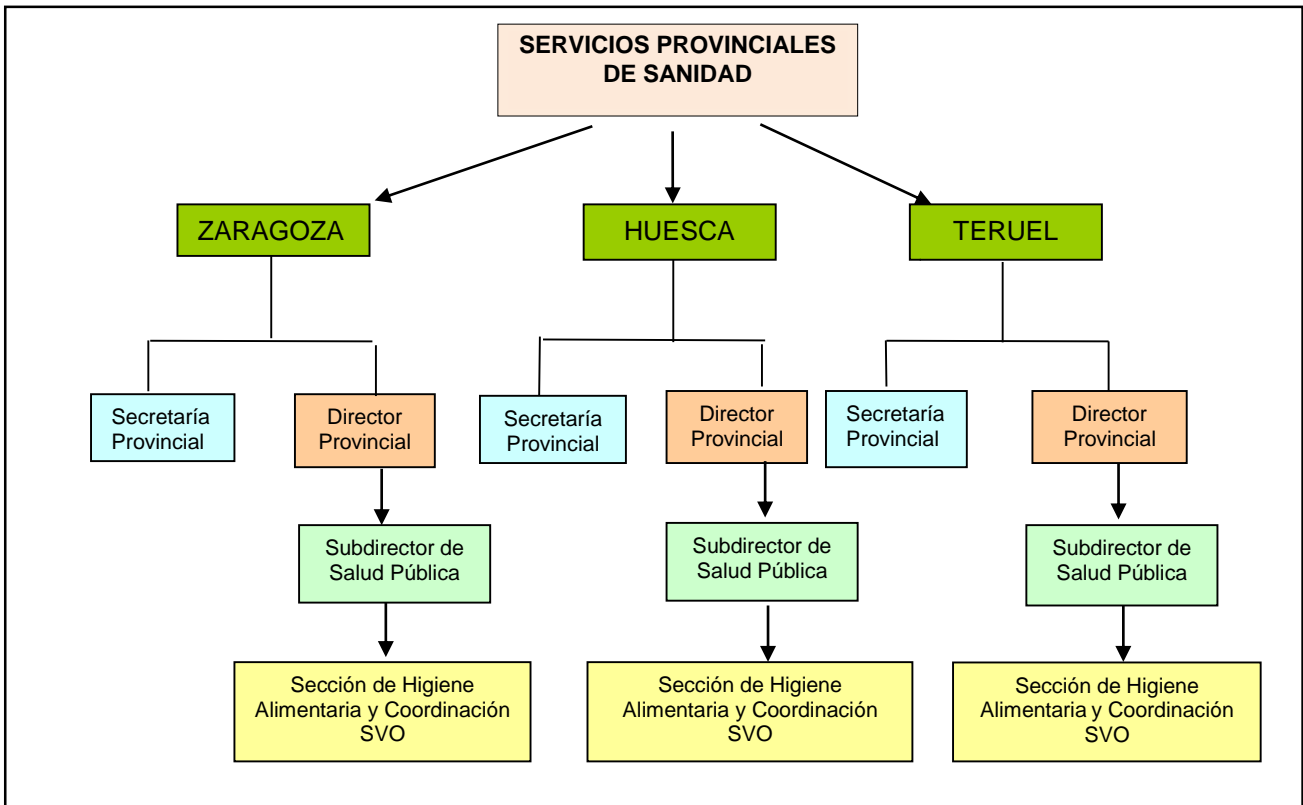 SERVICIOS PROVINCIALES
DE SANIDAD
ZARAGOZA
HUESCA
TERUEL
Secretaría
Provincial
Director
Provincial
Secretaría
Provincial
Director
Provincial
Secretaría
Provincial
Director
Provincial
Subdirector de
Salud Pública
Subdirector de
Salud Pública
Subdirector de
Salud Pública
Sección de Higiene
Alimentaria y Coordinación
SVO
Sección de Higiene
Alimentaria y Coordinación
SVO
Sección de Higiene
Alimentaria y Coordinación
SVO